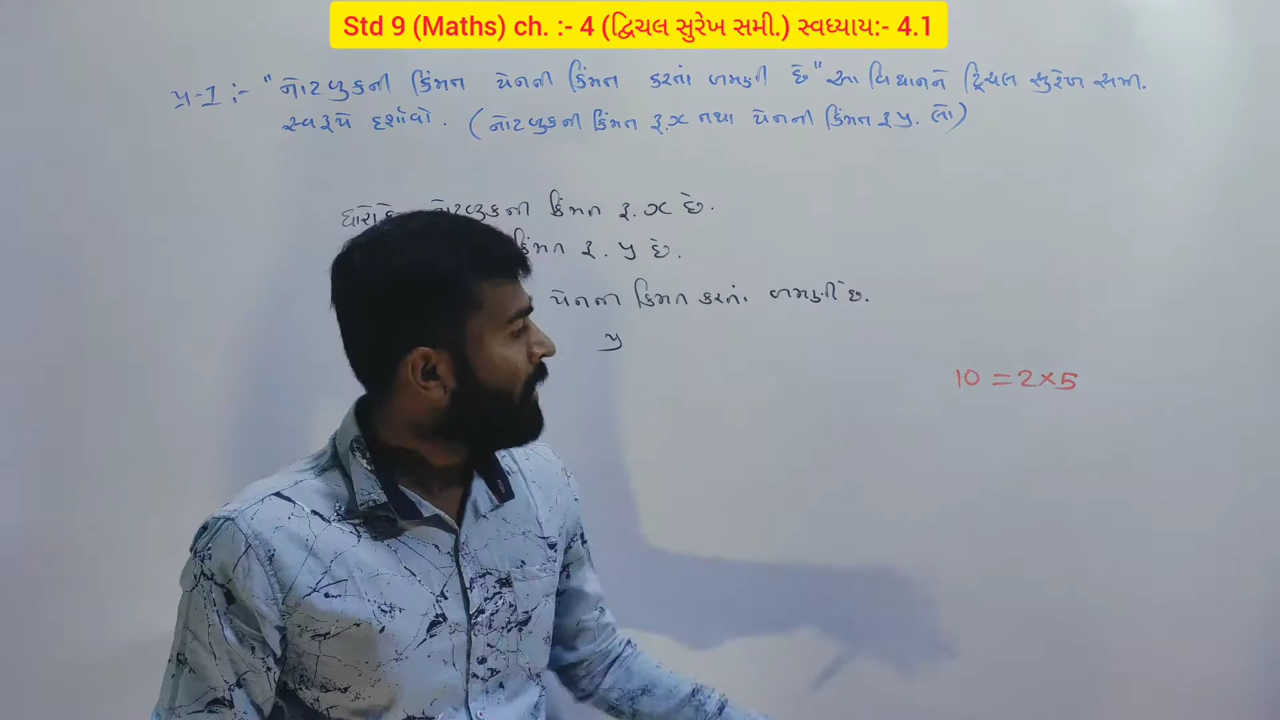 Std 9 (Maths) ch. :- 4 (દ્વિચલ સુરેખ સમી.) સ્વધ્યાય:- 4.1
પ્ર-1 :- "નોટબુકની કિંમત પેનની કિંમત કરતાં બમણી છે" આ વિધાનને દ્વિચલ સુરેખ સમી.
સ્વરૂપે દર્શાવો. (નોટબુકની કિંમત રૂ.x તથા પેનની કિંમત રૂ y. લો)
ધારોકે નોટબુકની કિંમત રૂ. x છે.
કિંમત રૂ. y છે.
પેનની કિંમત કરતાં બમણી છે.
y
10 = 2×5